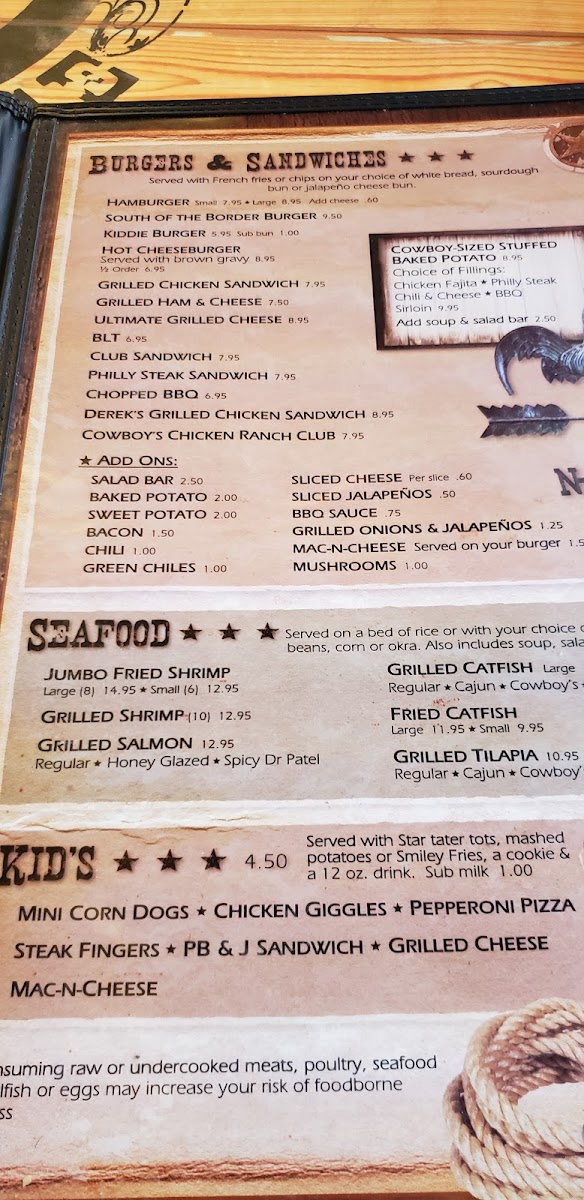 BURGERS & SANDWICHES ★ ★ ★
Served with French fries or chips on your choice of white bread, sourdough
bun or jalapeño cheese bun.
HAMBURGER Small 7.95 ★ Large 8.95 Add cheese .60
SOUTH OF THE BORDER BURGER 9.50
KIDDIE BURGER 5.95 Sub bun 1.00
HOT CHEESEBURGER
Served with brown gravy 8.95
½ Order 6.95
GRILLED CHICKEN SANDWICH 7.95
GRILLED HAM & CHEESE 7.50
ULTIMATE GRILLED CHEESE 8.95
BLT 6.95
CLUB SANDWICH 7.95
PHILLY STEAK SANDWICH 7.95
CHOPPED BBQ 6.95
DEREK'S GRILLED CHICKEN SANDWICH 8.95
COWBOY'S CHICKEN RANCH CLUB 7.95
COWBOY-SIZED STUFFED
BAKED POTATO 8.95
Choice of Fillings:
Chicken Fajita ★ Philly Steak
Chili & Cheese ★ BBQ
Sirloin 9.95
Add soup & salad bar 2.50
N
★ ADD ONS:
SALAD BAR 2.50
BAKED POTATO 2.00
SWEET POTATO 2.00
BACON 1.50
CHILI 1.00
GREEN CHILES 1.00
SLICED CHEESE Per slice .60
SLICED JALAPEÑOS .50
BBQ SAUCE .75
GRILLED ONIONS & JALAPEÑOS 1.25
MAC-N-CHEESE Served on your burger 1.5
MUSHROOMS 1.00
SEAFOOD ★ ★ ★
Served on a bed of rice or with your choice o
beans, corn or okra. Also includes soup, sala
JUMBO FRIED SHRIMP
Large (8) 14.95 ★ Small (6) 12.95
GRILLED SHRIMP (10) 12.95
GRILLED SALMON 12.95
Regular ★ Honey Glazed ★ Spicy Dr Patel
GRILLED CATFISH Large
Regular ★ Cajun ★ Cowboy's
FRIED CATFISH
Large 11.95 ★ Small 9.95
GRILLED TILAPIA 10.95
Regular ★ Cajun ★ Cowboy'
KID'S ★ ★ ★ 4.50
Served with Star tater tots, mashed
potatoes or Smiley Fries, a cookie &
a 12 oz. drink. Sub milk 1.00
MINI CORN DOGS ★ CHICKEN GIGGLES ★ PEPPERONI PIZZA
STEAK FINGERS ★ PB & J SANDWICH ★ GRILLED CHEESE
MAC-N-CHEESE
nsuming raw or undercooked meats, poultry, seafood
lfish or eggs may increase your risk of foodborne
ss